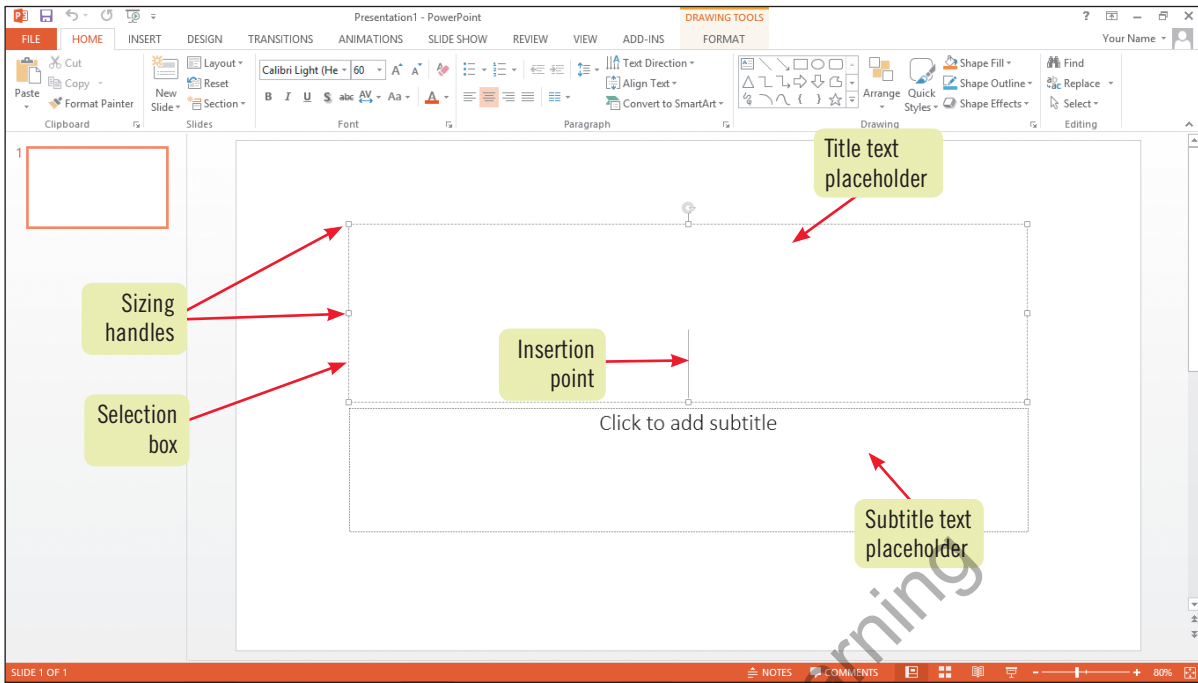 Presentation1 - PowerPoint
DRAWING TOOLS
?
FILE HOME INSERT DESIGN TRANSITIONS ANIMATIONS SLIDE SHOW REVIEW VIEW ADD-INS FORMAT
Your Name
Paste
Cut
Copy
Format Painter
Clipboard
New
Slide
Layout
Reset
Section
Slides
Calibri Light (He 60
B I U S abc AV Aa A
Font
Text Direction
Align Text
Convert to SmartArt
Paragraph
Arrange
Quick
Styles
Shape Fill
Shape Outline
Shape Effects
Drawing
Find
Replace
Select
Editing
1
Title text
placeholder
Sizing
handles
Insertion
point
Selection
box
Click to add subtitle
Subtitle text
placeholder
SLIDE 1 OF 1
NOTES
COMMENTS
80%